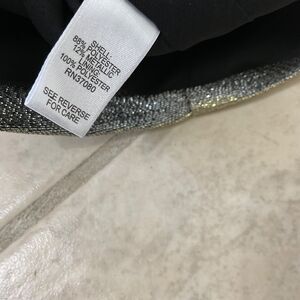 SHELL
88% POLYESTER
12% METALLIC
LINING
100% POLYESTER
RN37080
SEE REVERSE
FOR CARE